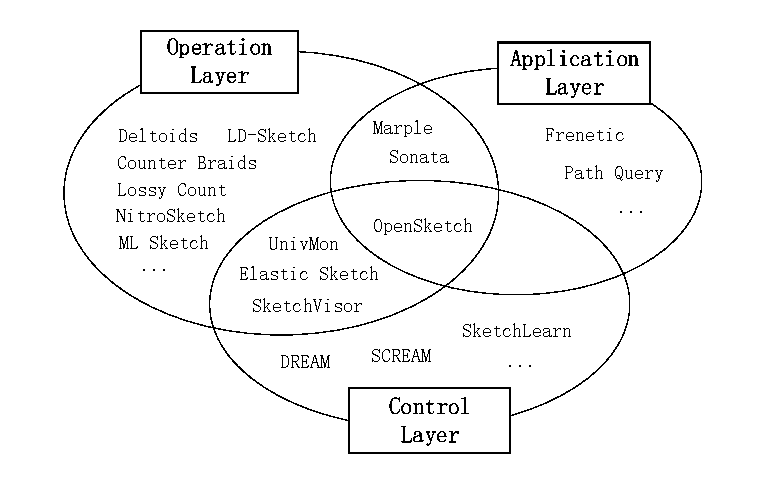 Operation
Layer
Application
Layer
Deltoids LD-Sketch
Counter Braids
Lossy Count
NitroSketch
ML Sketch
...
Marple
Sonata
Frenetic
Path Query
...
OpenSketch
UnivMon
Elastic Sketch
SketchVisor
SketchLearn
DREAM SCREAM ...
Control
Layer